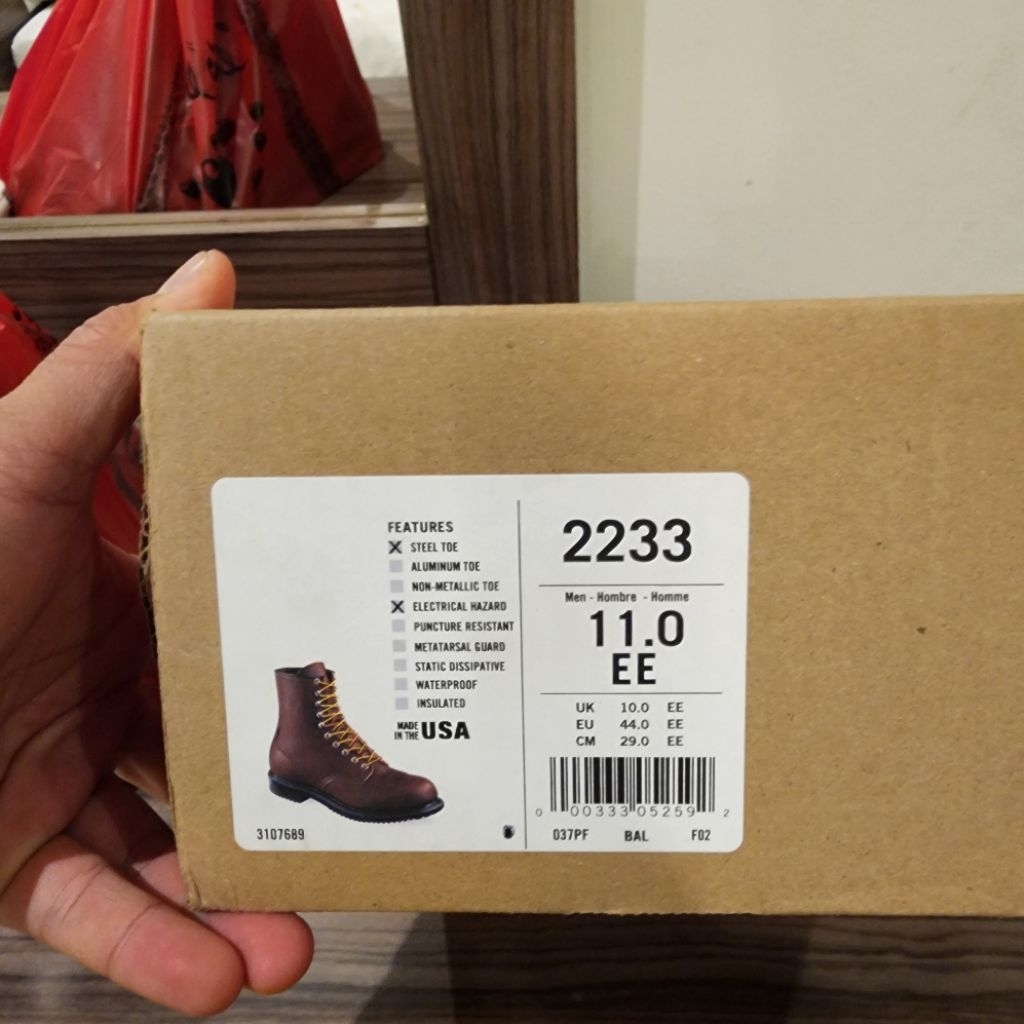 FEATURES
X STEEL TOE
ALUMINUM TOE
NON-METALLIC TOE
X ELECTRICAL HAZARD
PUNCTURE RESISTANT
METATARSAL GUARD
STATIC DISSIPATIVE
WATERPROOF
INSULATED
MADE IN THE USA
3107689
2233
Men - Hombre - Homme
11.0
EE
UK 10.0 EE
EU 44.0 EE
CM 29.0 EE
0 00333 05259 2
037PF BAL F02